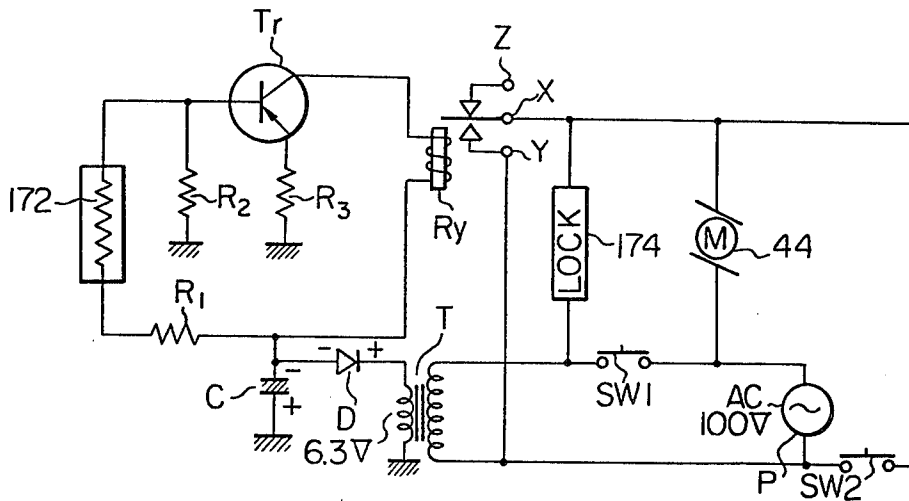 Tr
Z
X
Y
172
R2
R3
Ry
LOCK
174
M
44
R1
T
- +
D
C
-
+
6.3V
SW1
AC
100V
P
SW2